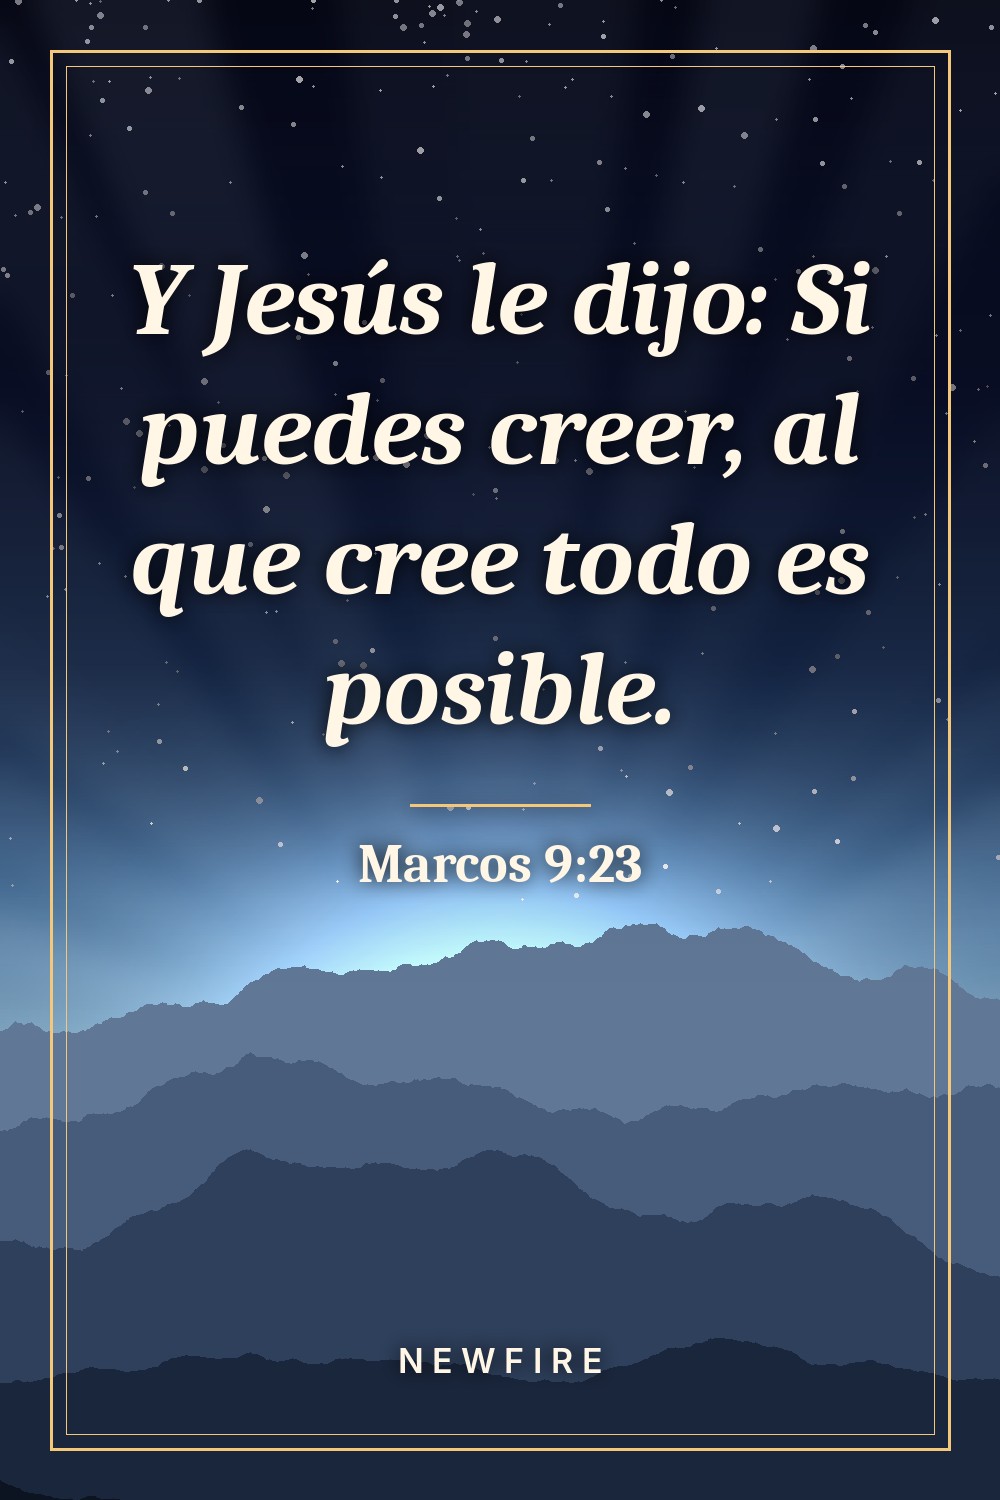 Y Jesús le dijo: Si
puedes creer, al
que cree todo es
posible.
Marcos 9:23
NEWFIRE